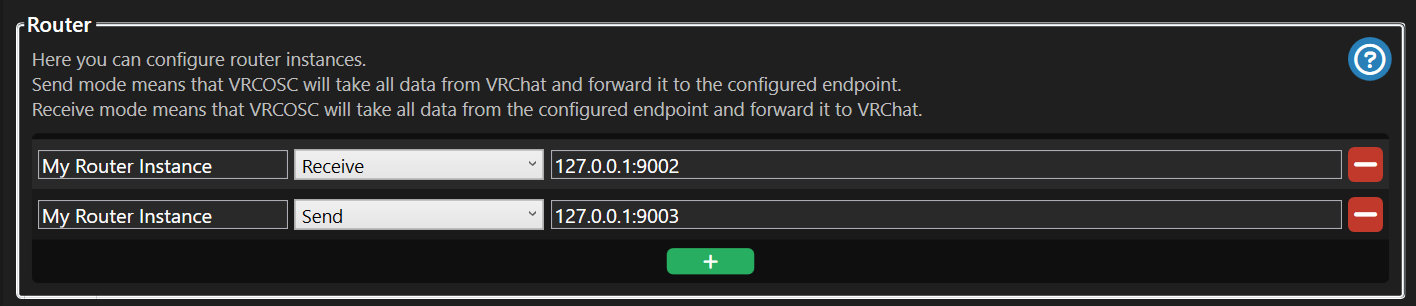 Router
Here you can configure router instances.
Send mode means that VRCOSC will take all data from VRChat and forward it to the configured endpoint.
Receive mode means that VRCOSC will take all data from the configured endpoint and forward it to VRChat.
My Router Instance Receive 127.0.0.1:9002
My Router Instance Send 127.0.0.1:9003